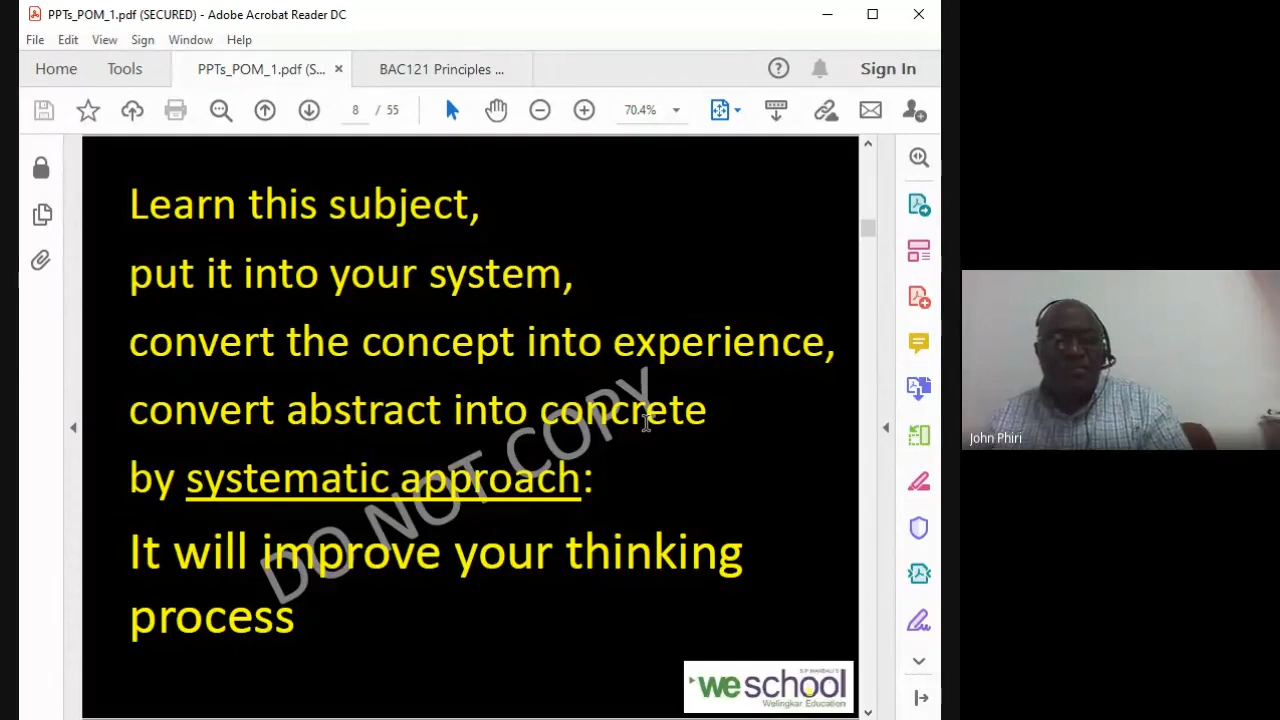 PPTs_POM_1.pdf (SECURED) - Adobe Acrobat Reader DC
File Edit View Sign Window Help
Home Tools PPTs_POM_1.pdf (S... × BAC121 Principles ... Sign In
8 / 55 70.4%
Learn this subject,
put it into your system,
convert the concept into experience,
convert abstract into concrete
by systematic approach:
It will improve your thinking
process
DO NOT COPY
S.P. MANDALI'S
we school
Welingkar Education
John Phiri